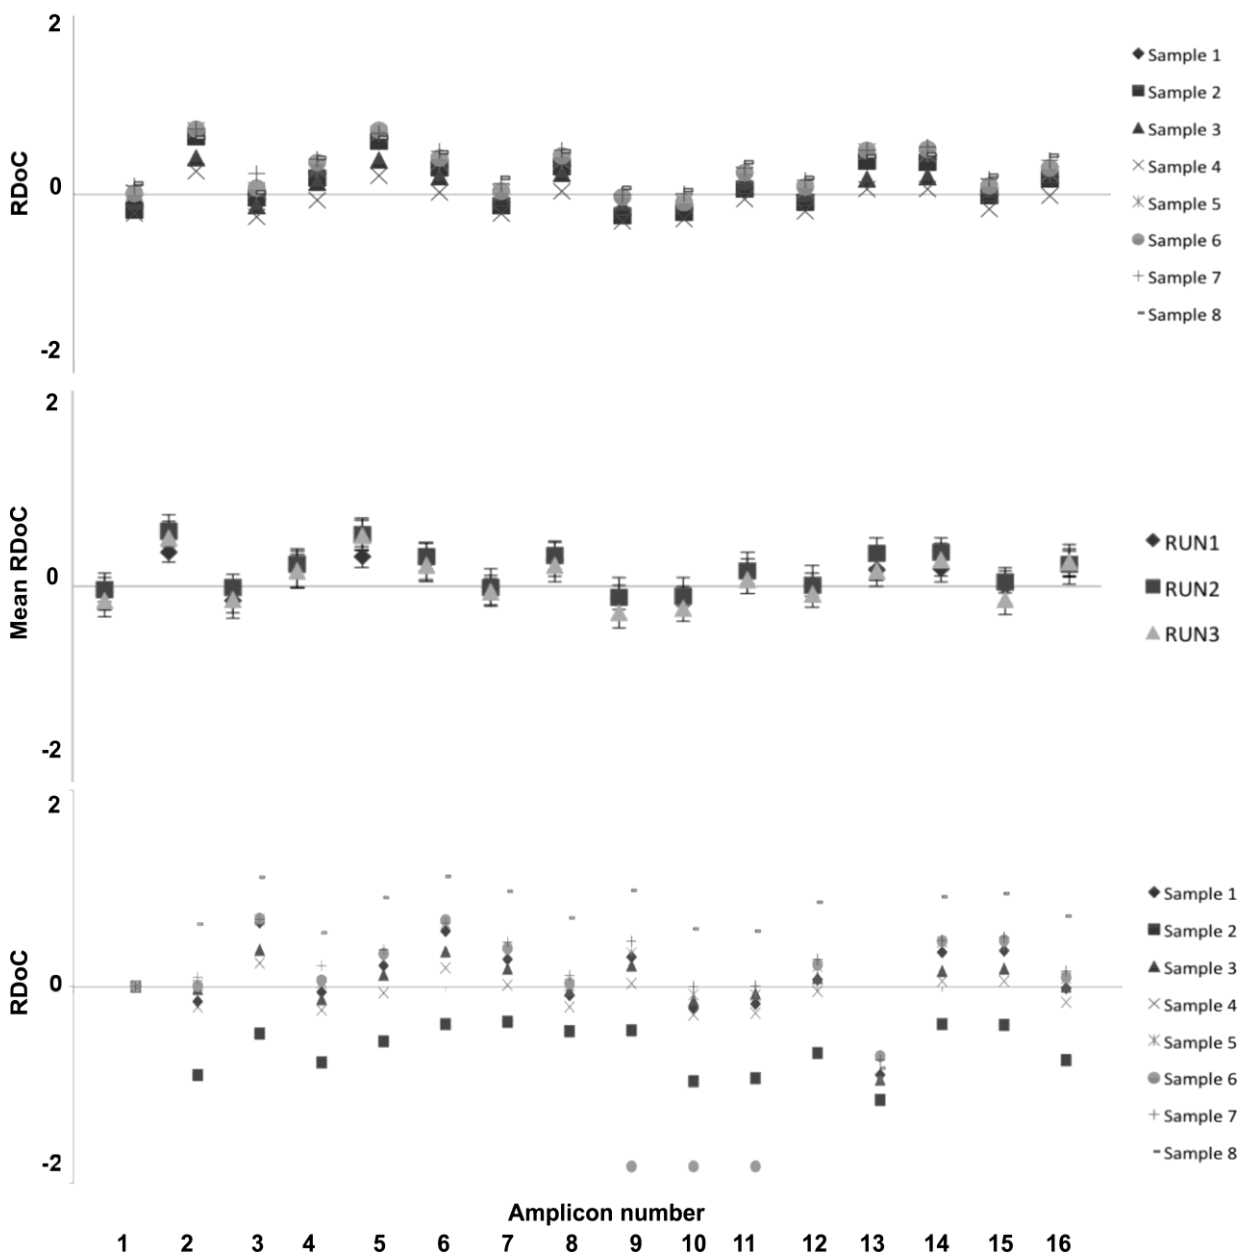 2
RDoC
0
-2
Sample 1
Sample 2
Sample 3
Sample 4
Sample 5
Sample 6
Sample 7
Sample 8
2
Mean RDoC
0
-2
RUN1
RUN2
RUN3
2
RDoC
0
-2
Sample 1
Sample 2
Sample 3
Sample 4
Sample 5
Sample 6
Sample 7
Sample 8
Amplicon number
1 2 3 4 5 6 7 8 9 10 11 12 13 14 15 16